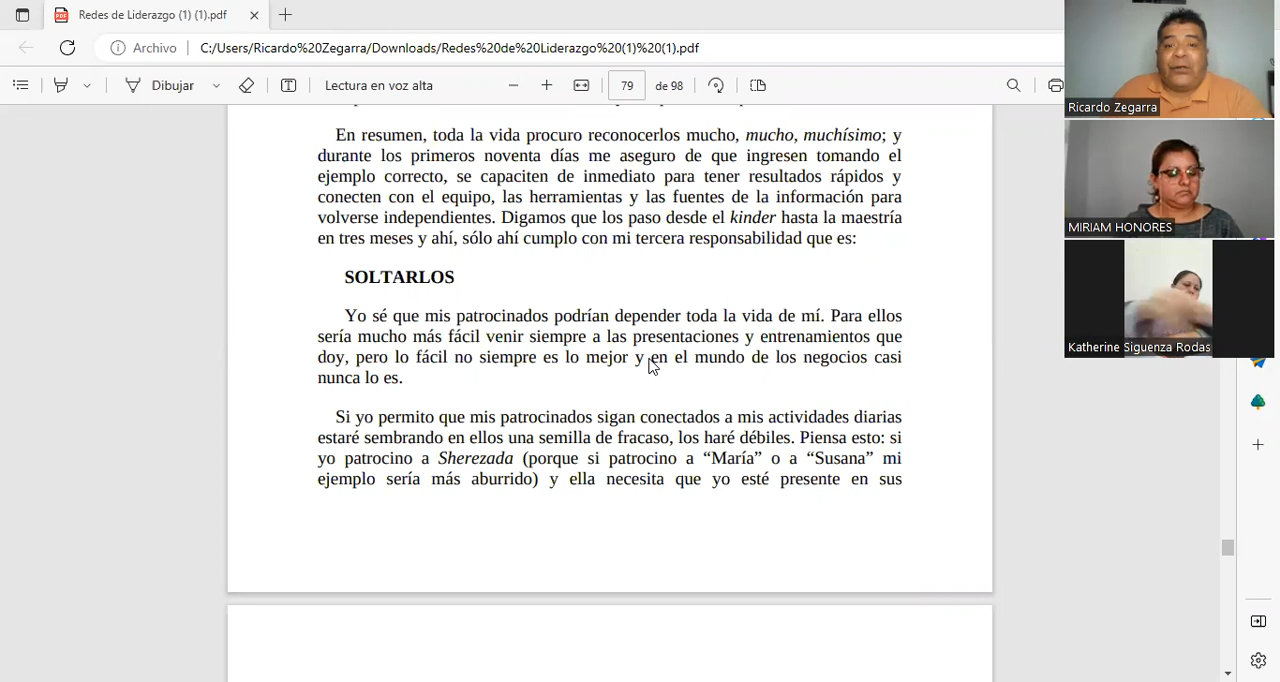 Redes de Liderazgo (1) (1).pdf
Archivo
C:/Users/Ricardo%20Zegarra/Downloads/Redes%20de%20Liderazgo%20(1)%20(1).pdf
Dibujar
Lectura en voz alta
79 de 98
En resumen, toda la vida procuro reconocerlos mucho, mucho, muchísimo; y
durante los primeros noventa días me aseguro de que ingresen tomando el
ejemplo correcto, se capaciten de inmediato para tener resultados rápidos y
conecten con el equipo, las herramientas y las fuentes de la información para
volverse independientes. Digamos que los paso desde el kinder hasta la maestría
en tres meses y ahí, sólo ahí cumplo con mi tercera responsabilidad que es:
SOLTARLOS
Yo sé que mis patrocinados podrían depender toda la vida de mí. Para ellos
sería mucho más fácil venir siempre a las presentaciones y entrenamientos que
doy, pero lo fácil no siempre es lo mejor y en el mundo de los negocios casi
nunca lo es.
Si yo permito que mis patrocinados sigan conectados a mis actividades diarias
estaré sembrando en ellos una semilla de fracaso, los haré débiles. Piensa esto: si
yo patrocino a Sherezada (porque si patrocino a “María” o a “Susana” mi
ejemplo sería más aburrido) y ella necesita que yo esté presente en sus
Ricardo Zegarra
MIRIAM HONORES
Katherine Siguenza Rodas